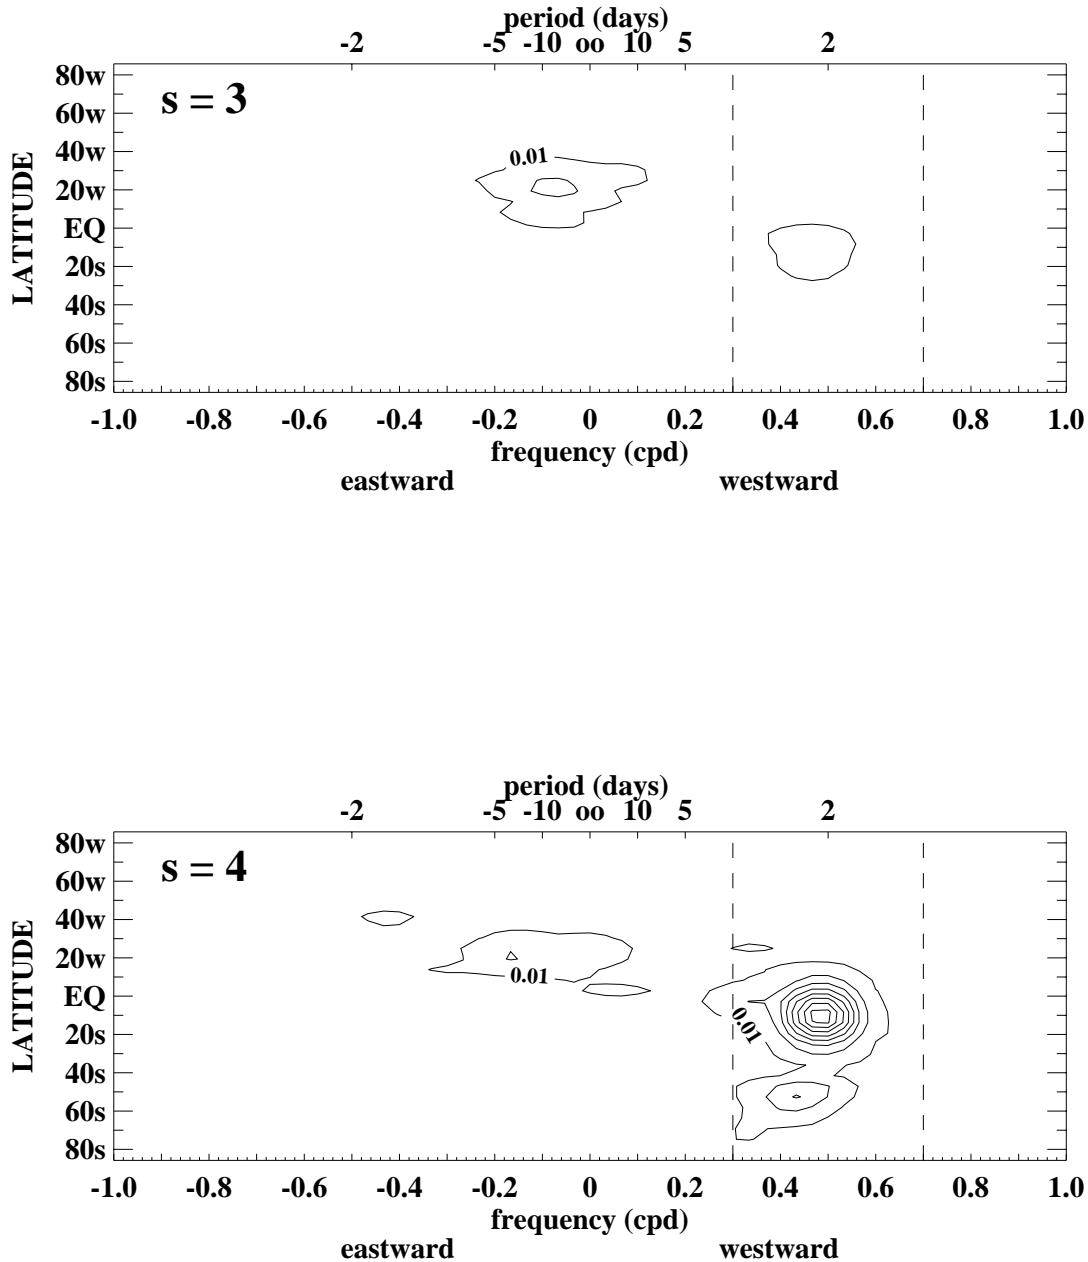 period (days)
-2 -5 -10 oo 10 5 2
s = 3
80w
60w
40w
20w
EQ
20s
40s
60s
80s
LATITUDE
0.01
-1.0 -0.8 -0.6 -0.4 -0.2 0 0.2 0.4 0.6 0.8 1.0
frequency (cpd)
eastward westward
period (days)
-2 -5 -10 oo 10 5 2
s = 4
80w
60w
40w
20w
EQ
20s
40s
60s
80s
LATITUDE
0.01
0.01
-1.0 -0.8 -0.6 -0.4 -0.2 0 0.2 0.4 0.6 0.8 1.0
frequency (cpd)
eastward westward